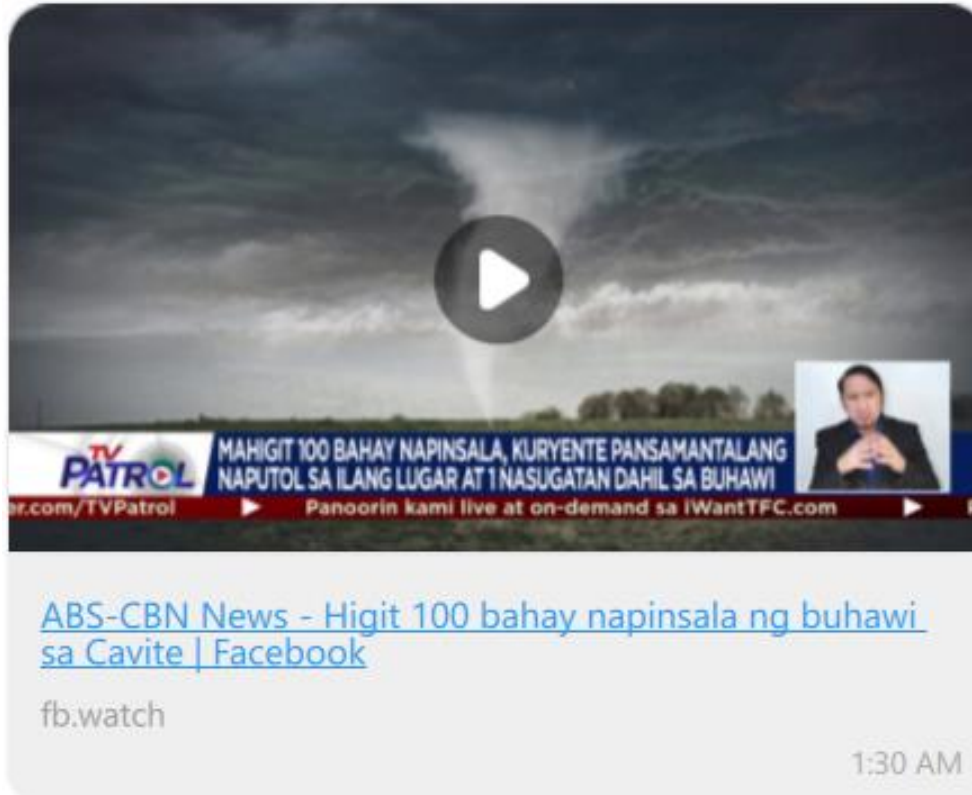 TV
PATROL
MAHIGIT 100 BAHAY NAPINSALA, KURYENTE PANSAMANTALANG
NAPUTOL SA ILANG LUGAR AT 1 NASUGATAN DAHIL SA BUHAWI
er.com/TVPatrol Panoorin kami live at on-demand sa iWantTFC.com
ABS-CBN News - Higit 100 bahay napinsala ng buhawi
sa Cavite | Facebook
fb.watch
1:30 AM